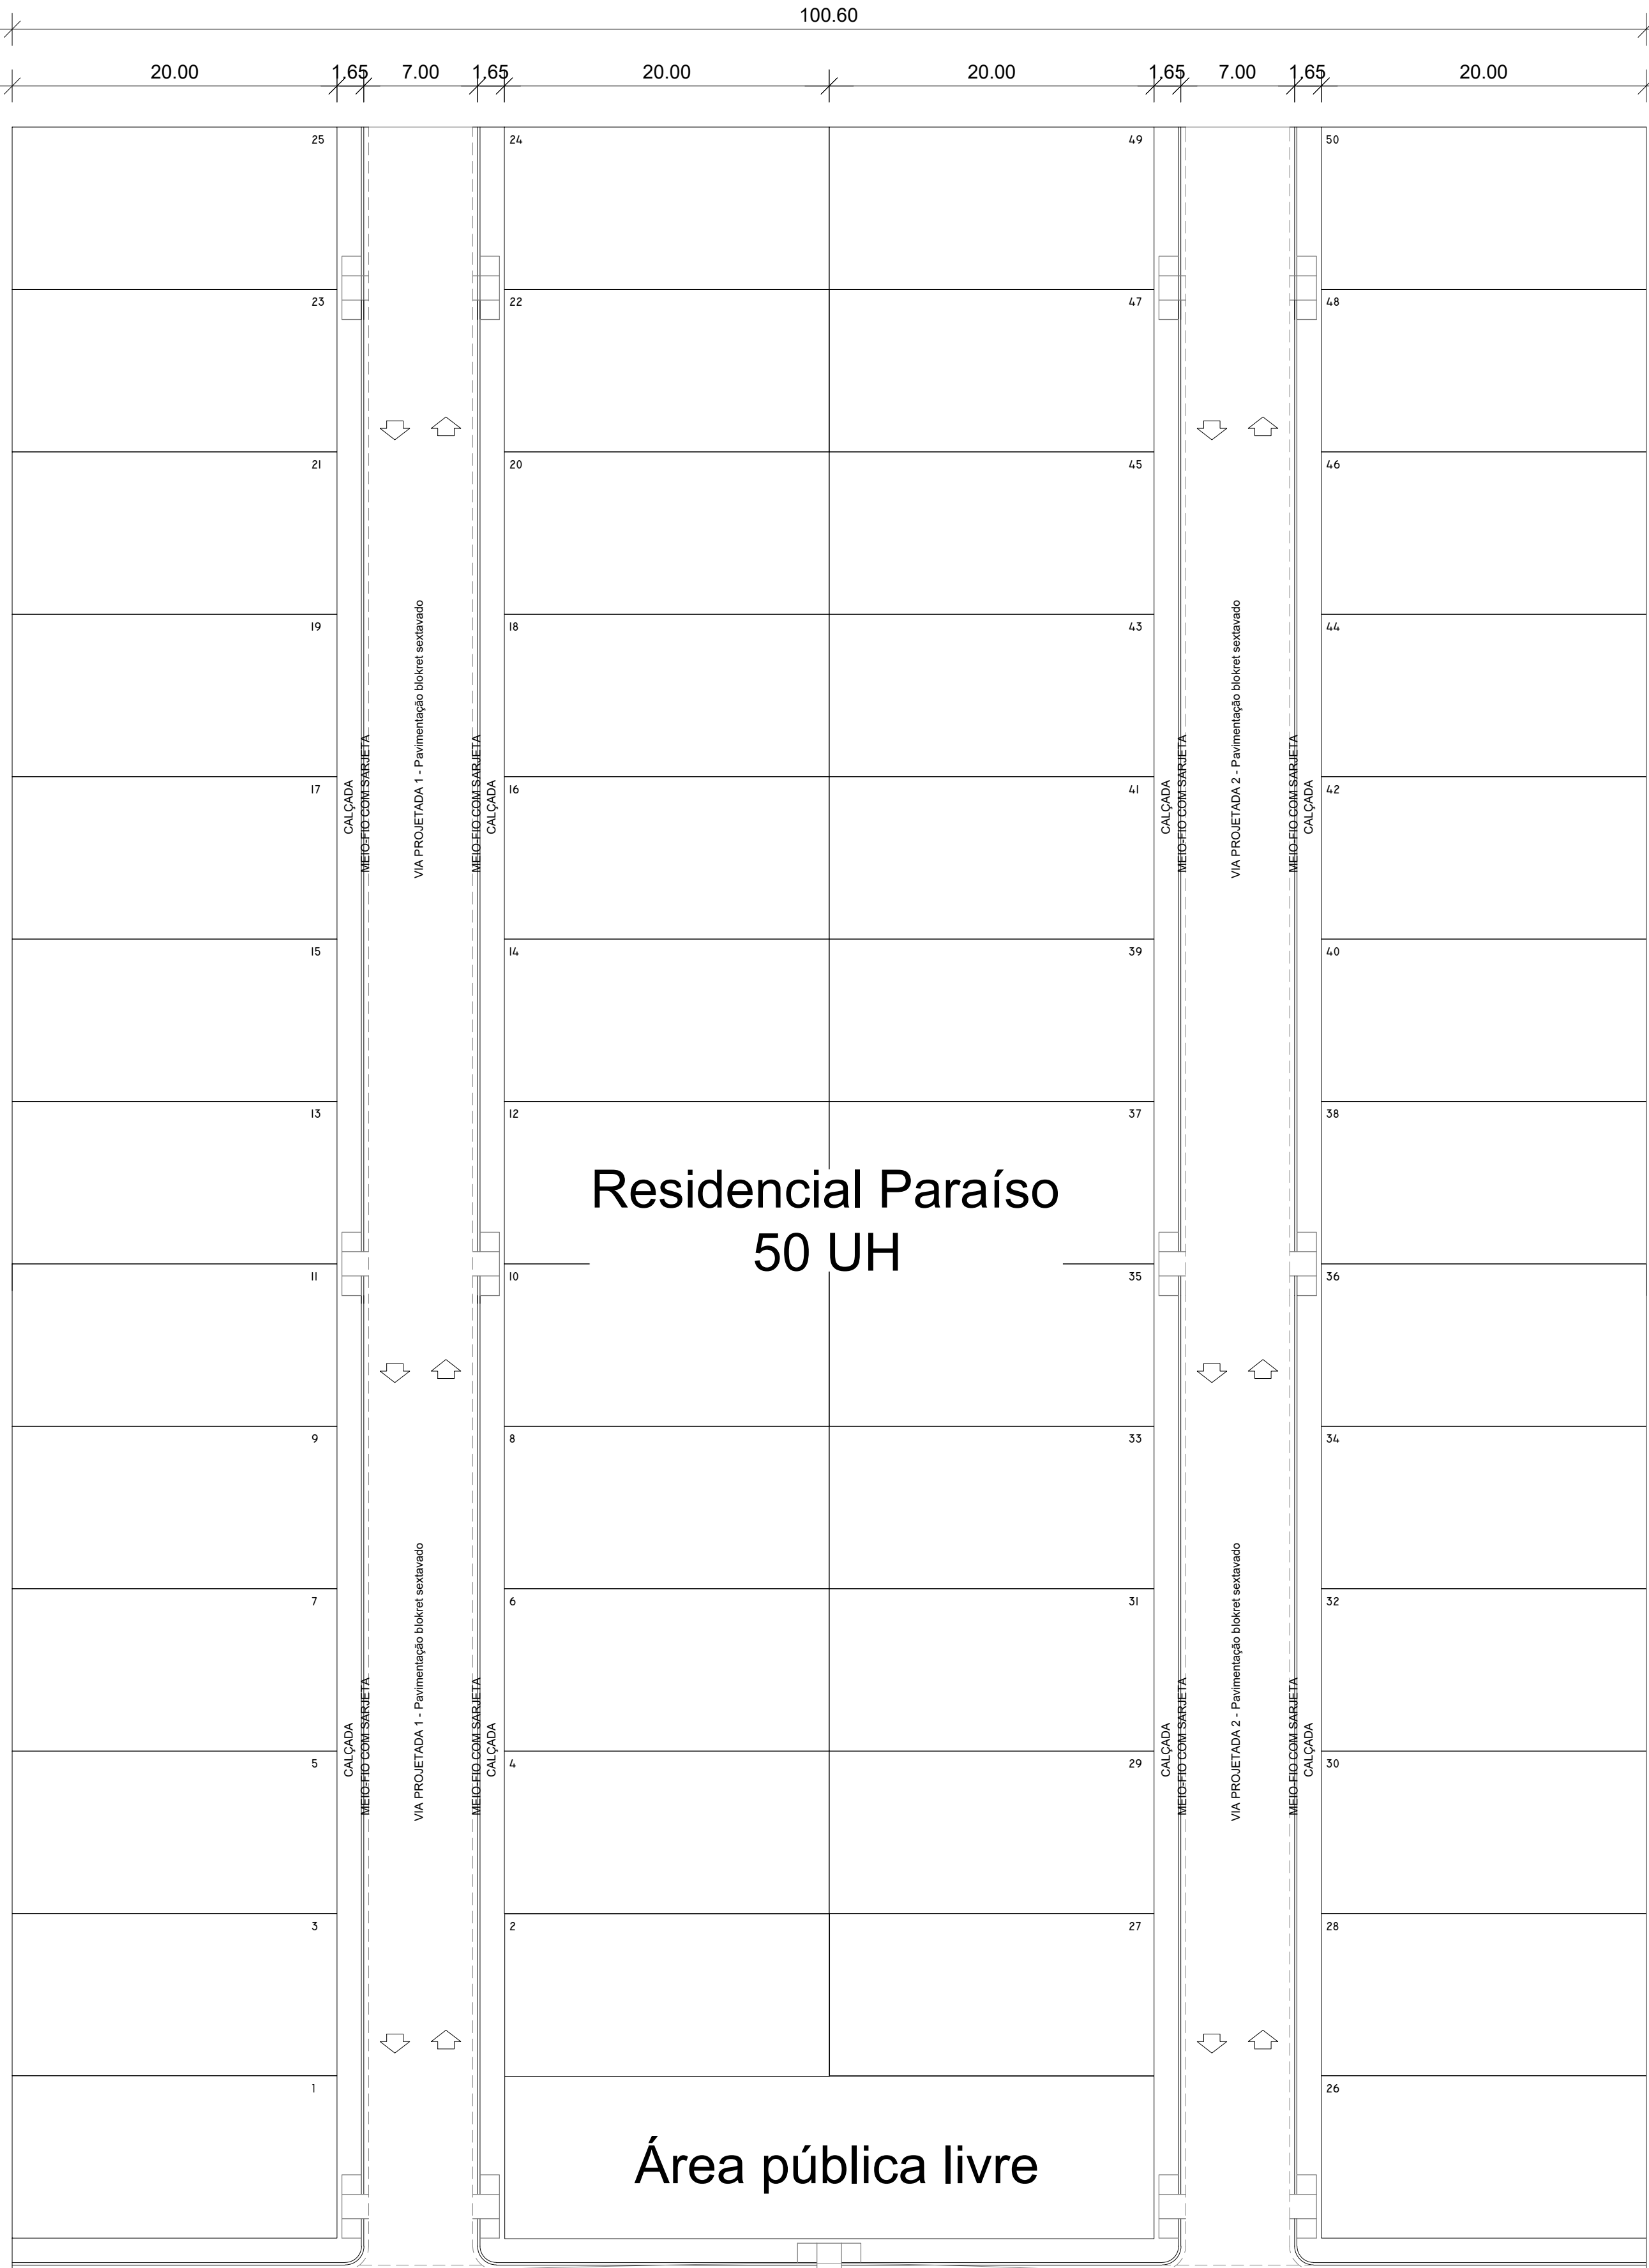 100.60
20.00 1.65 7.00 1.65 20.00 20.00 1.65 7.00 1.65 20.00
25 24 49 50
23 22 47 48
21 20 45 46
19 18 43 44
VIA PROJETADA 1 - Pavimentação blokret sextavado
VIA PROJETADA 2 - Pavimentação blokret sextavado
17 16 41 42
CALÇADA
MEIO-FIO COM SARJETA
MEIO-FIO COM SARJETA
CALÇADA
CALÇADA
MEIO-FIO COM SARJETA
MEIO-FIO COM SARJETA
CALÇADA
15 14 39 40
13 12 37 38
Residencial Paraíso
50 UH
11 10 35 36
9 8 33 34
7 6 31 32
VIA PROJETADA 1 - Pavimentação blokret sextavado
VIA PROJETADA 2 - Pavimentação blokret sextavado
CALÇADA
MEIO-FIO COM SARJETA
MEIO-FIO COM SARJETA
CALÇADA
CALÇADA
MEIO-FIO COM SARJETA
MEIO-FIO COM SARJETA
CALÇADA
5 4 29 30
3 2 27 28
1 26
Área pública livre